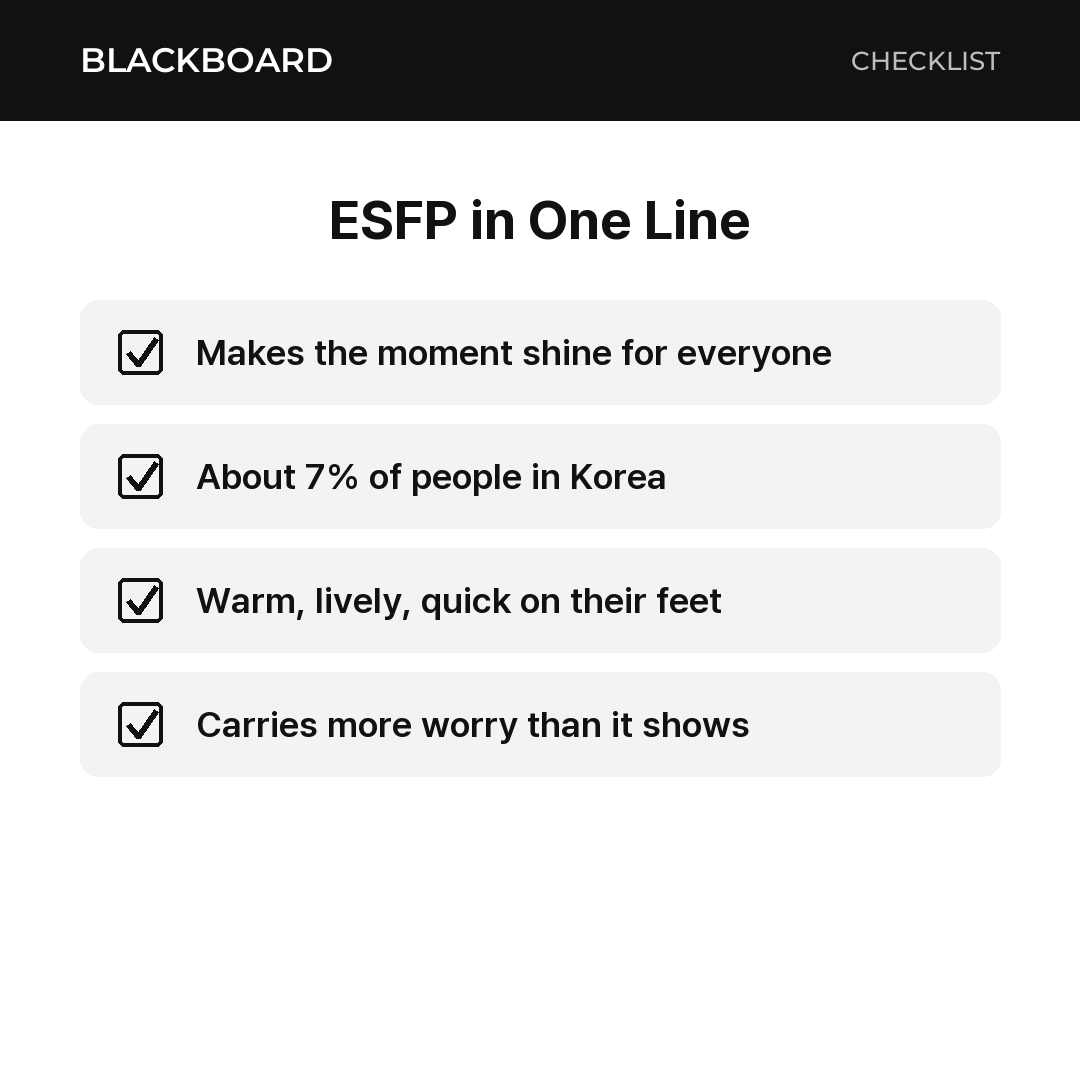 BLACKBOARD
CHECKLIST
ESFP in One Line
Makes the moment shine for everyone
About 7% of people in Korea
Warm, lively, quick on their feet
Carries more worry than it shows